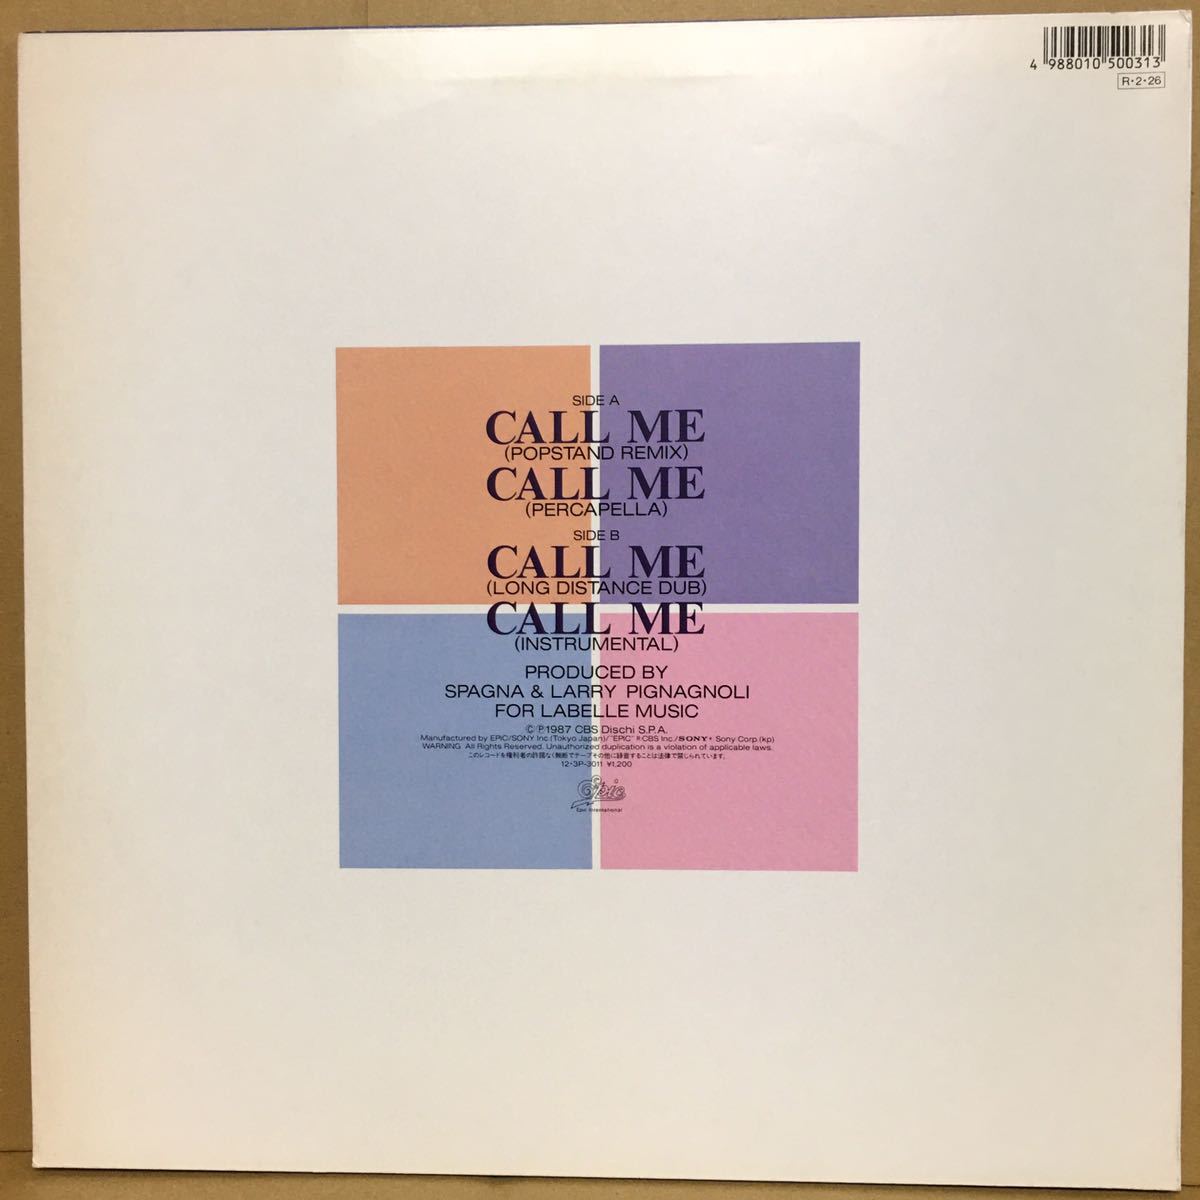 4 988010 500313
R・2・26
SIDE A
CALL ME
(POPSTAND REMIX)
CALL ME
(PERCAPELLA)
SIDE B
CALL ME
(LONG DISTANCE DUB)
CALL ME
(INSTRUMENTAL)
PRODUCED BY
SPAGNA & LARRY PIGNAGNOLI
FOR LABELLE MUSIC
©℗1987 CBS Dischi S.P.A.
Manufactured by EPIC/SONY Inc.(Tokyo Japan)/"EPIC" ® CBS Inc./SONY® Sony Corp.(kp)
WARNING: All Rights Reserved. Unauthorized duplication is a violation of applicable laws.
このレコードを権利者の許諾なく無断でテープその他に録音することは法律で禁じられています。
12・3P-3011 ¥1,200
Epic
Epic International